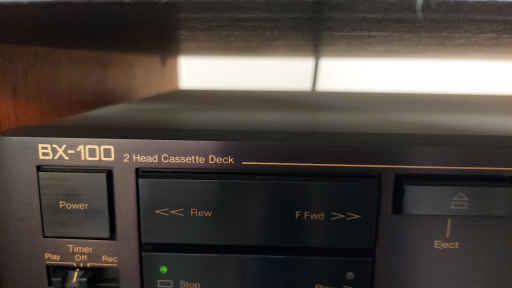 BX-100 2 Head Cassette Deck
Power
<< Rew F.Fwd >>
Eject
Timer
Play Off Rec
Stop